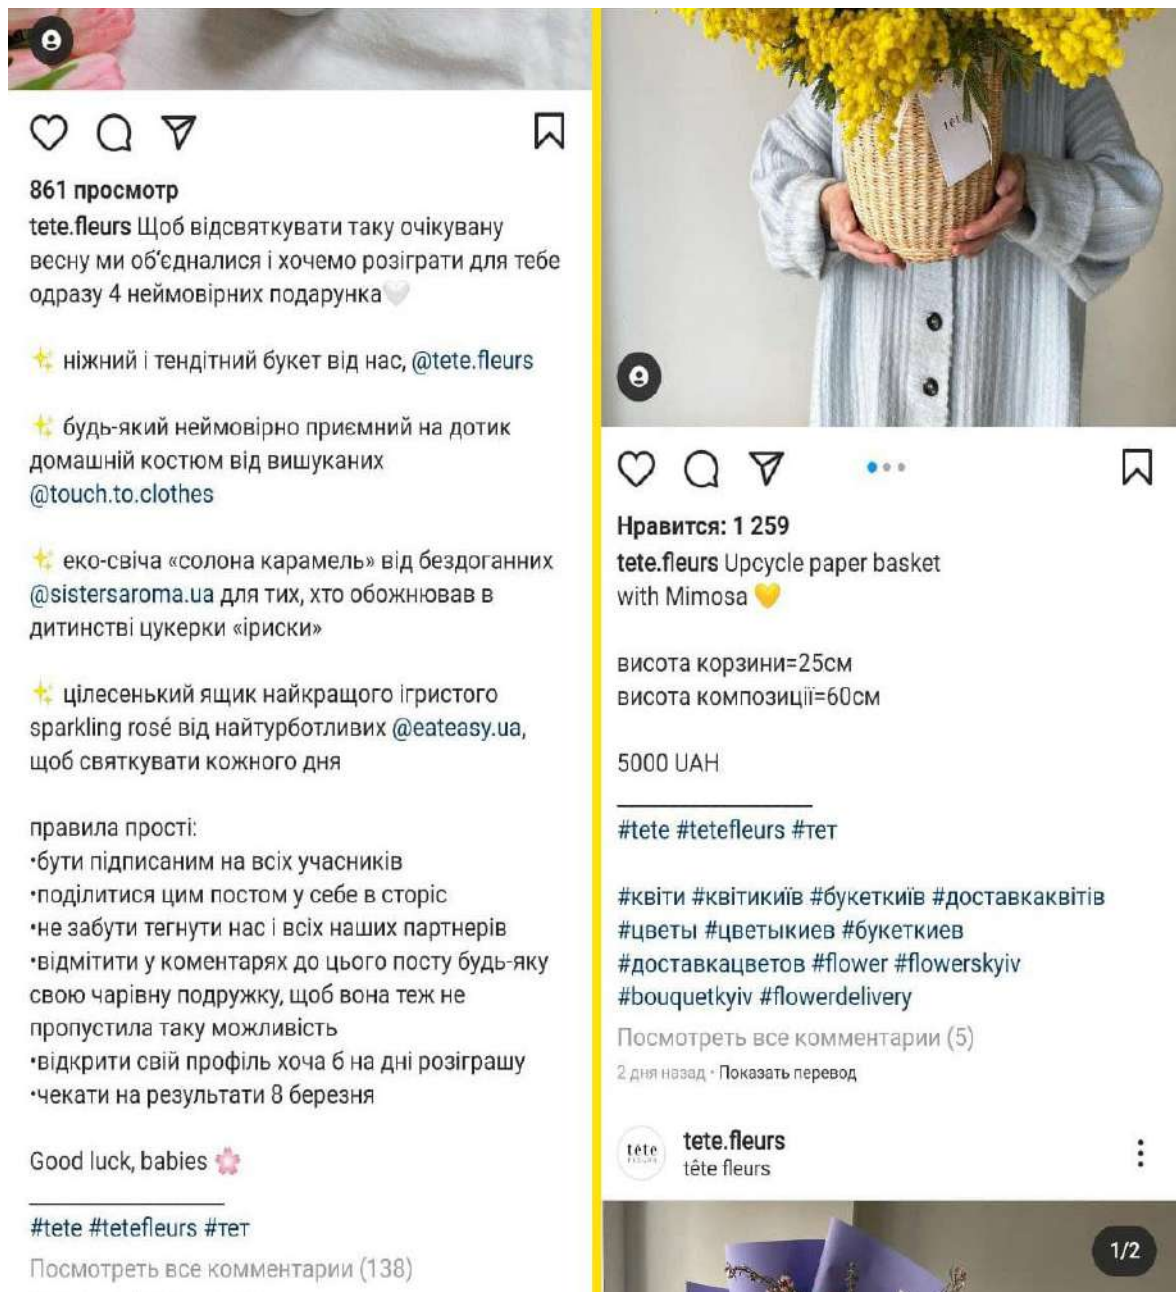 861 просмотр
tete.fleurs Щоб відсвяткувати таку очікувану
весну ми об‘єдналися і хочемо розіграти для тебе
одразу 4 неймовірних подарунка🤍
✨ ніжний і тендітний букет від нас, @tete.fleurs
✨ будь-який неймовірно приємний на дотик
домашній костюм від вишуканих
@touch.to.clothes
✨ еко-свіча «солона карамель» від бездоганних
@sistersaroma.ua для тих, хто обожнював в
дитинстві цукерки «іриски»
✨ цілесенький ящик найкращого ігристого
sparkling rosé від найтурботливих @eateasy.ua,
щоб святкувати кожного дня
правила прості:
•бути підписаним на всіх учасників
•поділитися цим постом у себе в сторіс
•не забути тегнути нас і всіх наших партнерів
•відмітити у коментарях до цього посту будь-яку
свою чарівну подружку, щоб вона теж не
пропустила таку можливість
•відкрити свій профіль хоча б на дні розіграшу
•чекати на результати 8 березня
Good luck, babies 🌸
#tete #tetefleurs #тет
Посмотреть все комментарии (138)
Нравится: 1 259
tete.fleurs Upcycle paper basket
with Mimosa 💛
висота корзини=25см
висота композиції=60см
5000 UAH
#tete #tetefleurs #тет
#квіти #квітикиїв #букеткиїв #доставкаквітів
#цветы #цветыкиев #букеткиев
#доставкацветов #flower #flowerskyiv
#bouquetkyiv #flowerdelivery
Посмотреть все комментарии (5)
2 дня назад · Показать перевод
tête
tete.fleurs
tête fleurs
1/2